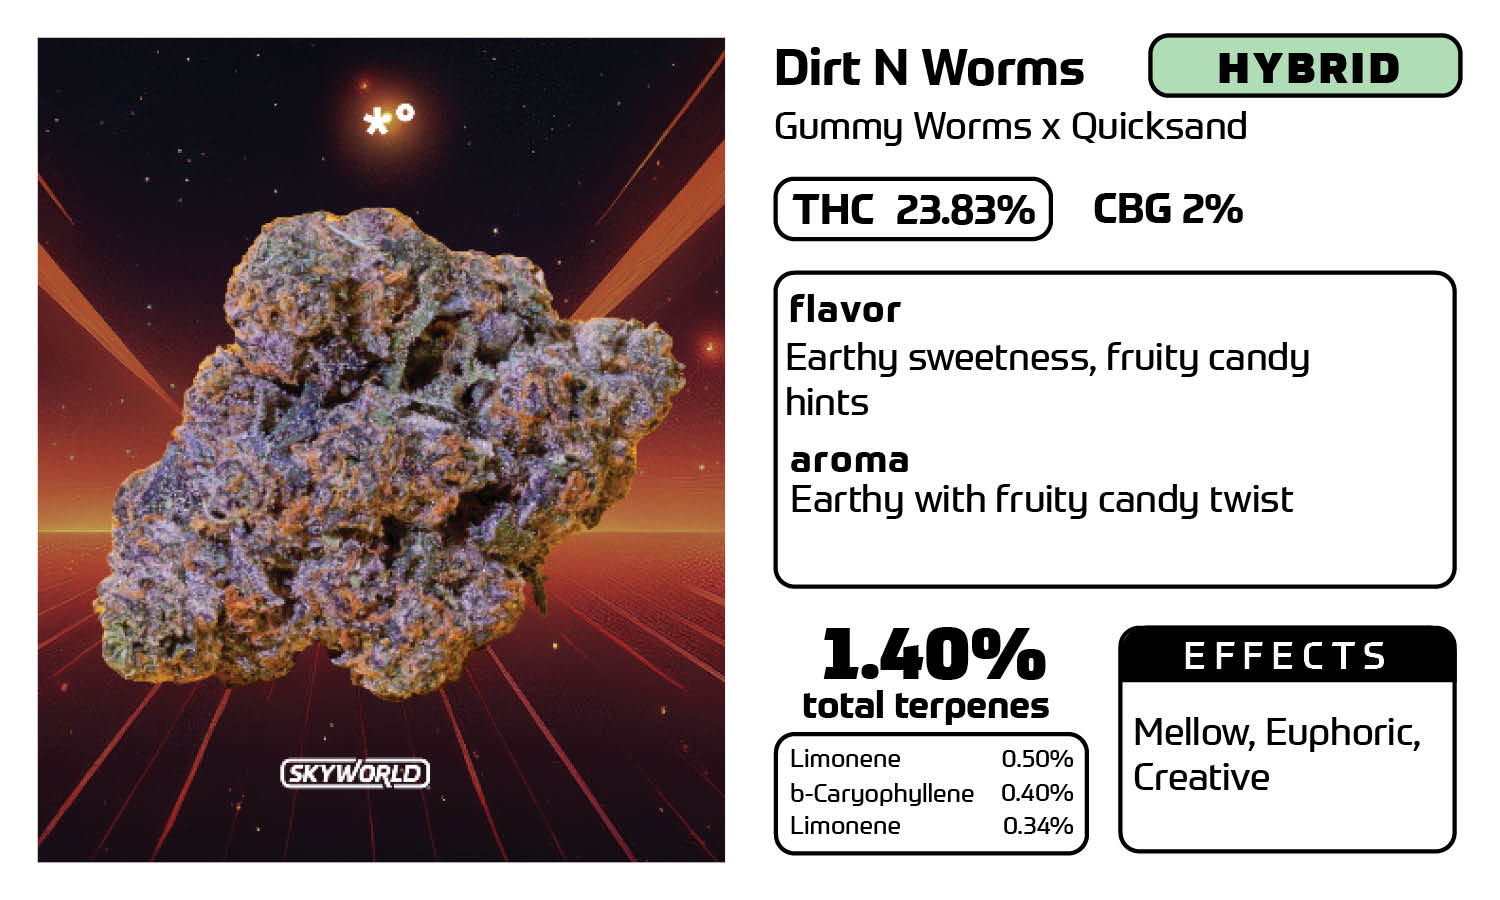 Dirt N Worms
HYBRID
Gummy Worms x Quicksand
THC 23.83%
CBG 2%
flavor
Earthy sweetness, fruity candy
hints
aroma
Earthy with fruity candy twist
1.40%
total terpenes
Limonene 0.50%
b-Caryophyllene 0.40%
Limonene 0.34%
EFFECTS
Mellow, Euphoric,
Creative
*°
SKYWORLD